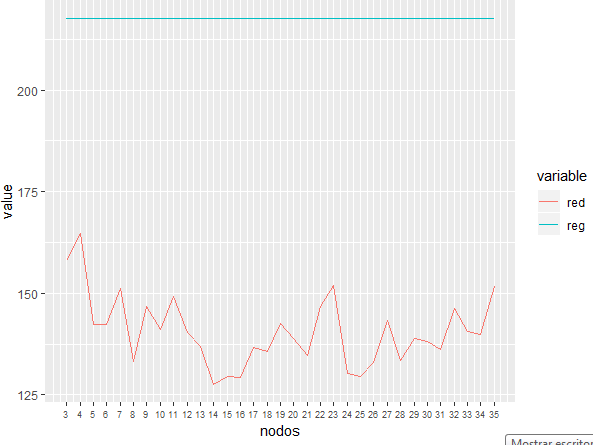 200
175
150
125
value
3 4 5 6 7 8 9 10 11 12 13 14 15 16 17 18 19 20 21 22 23 24 25 26 27 28 29 30 31 32 33 34 35
nodos
variable
red
reg
Mostrar escritor